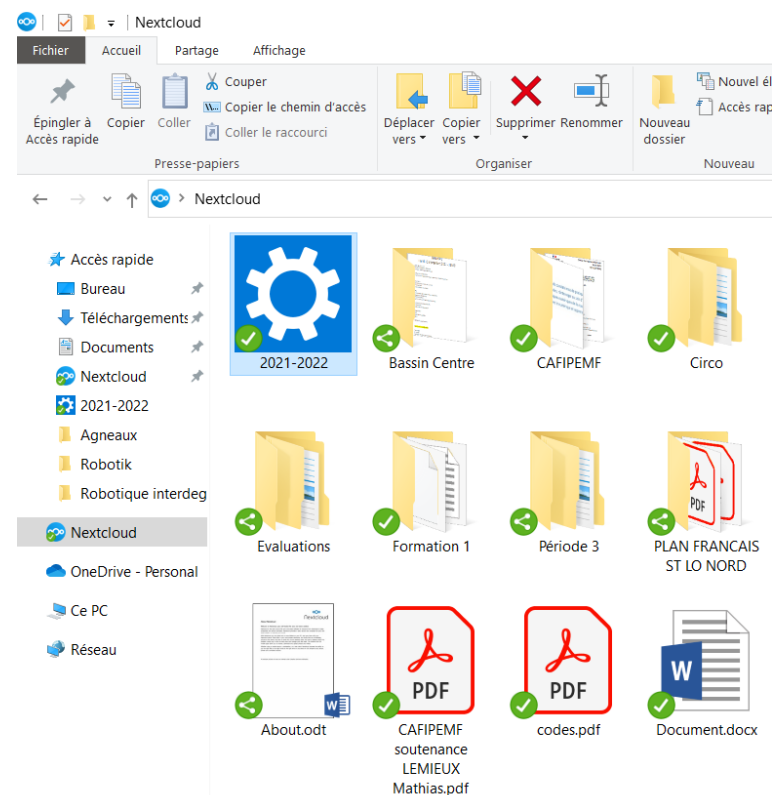 Nextcloud
Fichier Accueil Partage Affichage
Couper
Copier le chemin d'accès
Coller le raccourci
Épingler à Accès rapide
Copier
Coller
Presse-papiers
Déplacer vers
Copier vers
Supprimer
Renommer
Organiser
Nouveau dossier
Nouvel él
Accès rap
Nouveau
Nextcloud
Accès rapide
Bureau
Téléchargements
Documents
Nextcloud
2021-2022
Agneaux
Robotik
Robotique interdeg
Nextcloud
OneDrive - Personal
Ce PC
Réseau
2021-2022
Bassin Centre
CAFIPEMF
Circo
Evaluations
Formation 1
Période 3
PDF
PLAN FRANCAIS
ST LO NORD
Nextcloud
W
About.odt
PDF
CAFIPEMF
soutenance
LEMIEUX
Mathias.pdf
PDF
codes.pdf
W
Document.docx